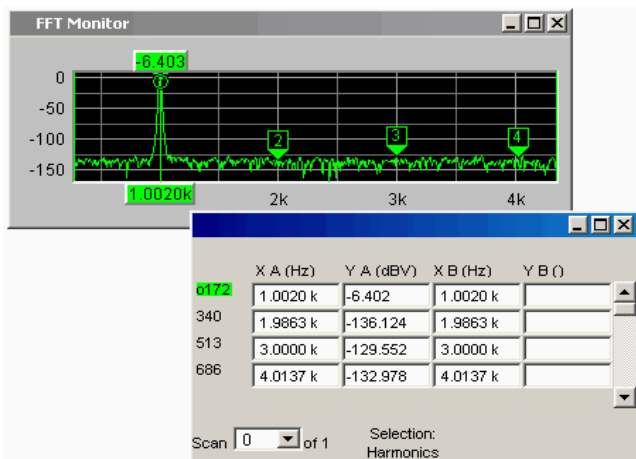 FFT Monitor
-6.403
0
-50
-100
-150
2
3
4
1.0020k
2k
3k
4k
X A (Hz) Y A (dBV) X B (Hz) Y B ()
o172 1.0020 k -6.402 1.0020 k
340 1.9863 k -136.124 1.9863 k
513 3.0000 k -129.552 3.0000 k
686 4.0137 k -132.978 4.0137 k
Scan 0 of 1 Selection:
Harmonics